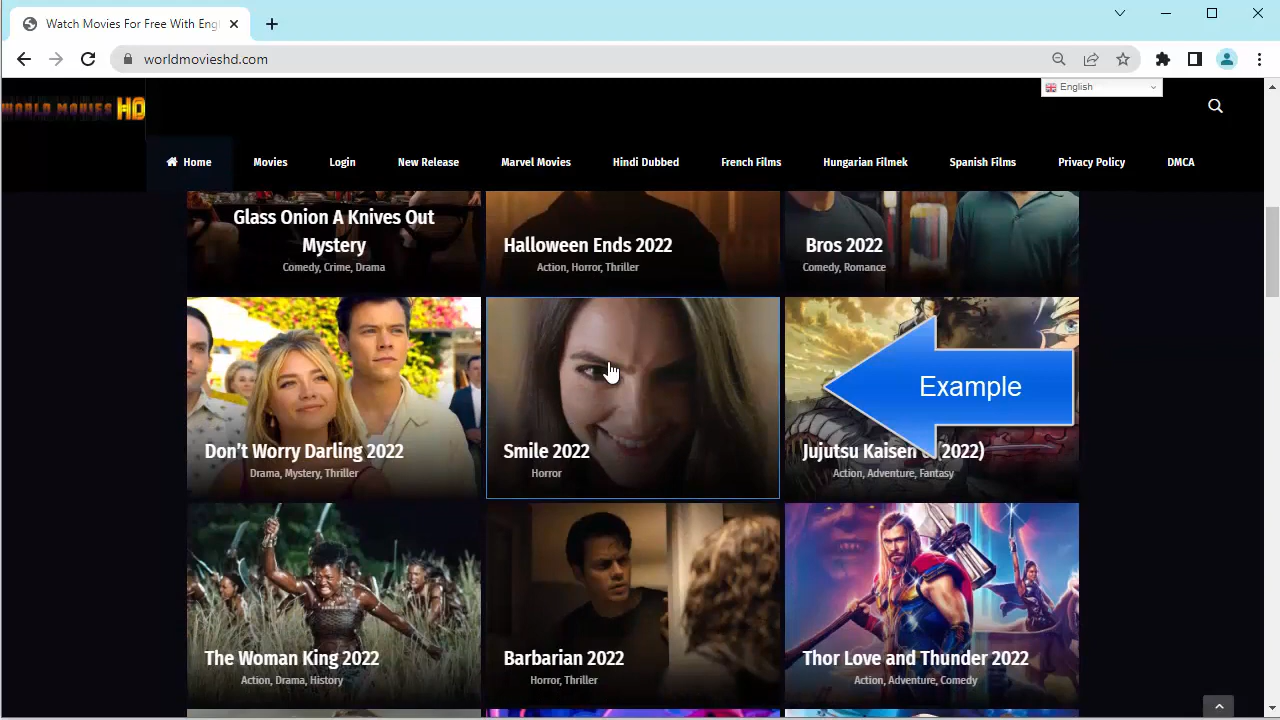 Watch Movies For Free With Eng
worldmovieshd.com
WORLD MOVIES HD
English
Home
Movies
Login
New Release
Marvel Movies
Hindi Dubbed
French Films
Hungarian Filmek
Spanish Films
Privacy Policy
DMCA
Glass Onion A Knives Out
Mystery
Comedy, Crime, Drama
Halloween Ends 2022
Action, Horror, Thriller
Bros 2022
Comedy, Romance
Don’t Worry Darling 2022
Drama, Mystery, Thriller
Smile 2022
Horror
Example
Jujutsu Kaisen (2022)
Action, Adventure, Fantasy
The Woman King 2022
Action, Drama, History
Barbarian 2022
Horror, Thriller
Thor Love and Thunder 2022
Action, Adventure, Comedy